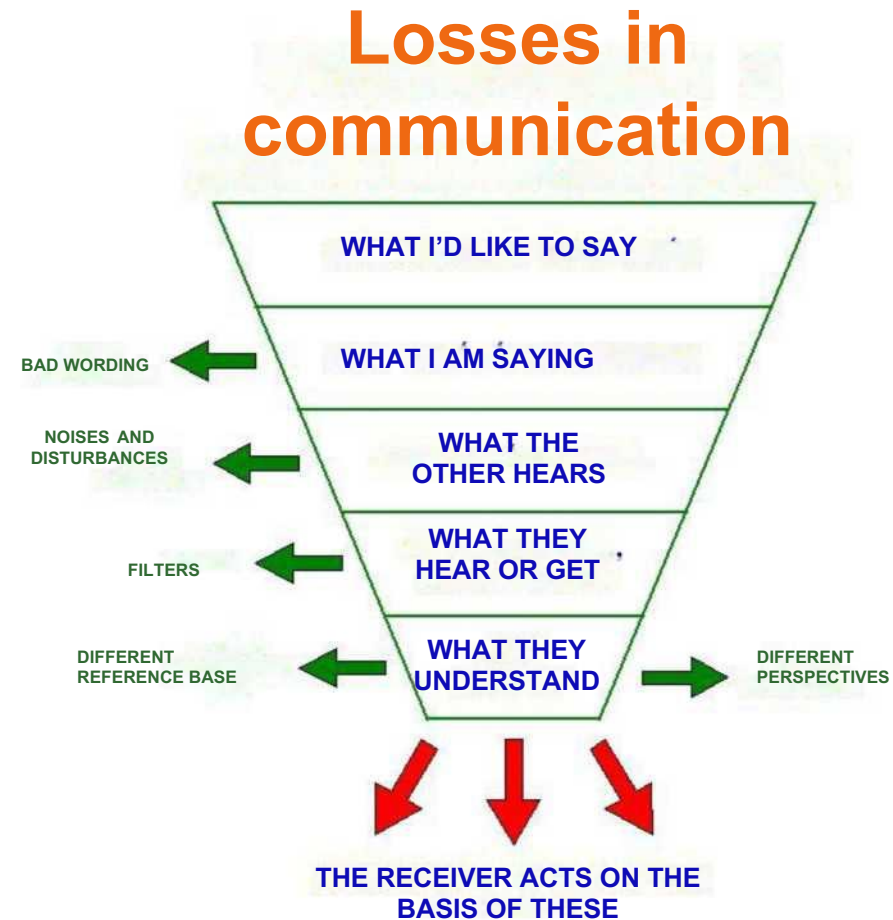 Losses in
communication
WHAT I'D LIKE TO SAY
BAD WORDING
WHAT I AM SAYING
NOISES AND
DISTURBANCES
WHAT THE
OTHER HEARS
FILTERS
WHAT THEY
HEAR OR GET
DIFFERENT
REFERENCE BASE
WHAT THEY
UNDERSTAND
DIFFERENT
PERSPECTIVES
THE RECEIVER ACTS ON THE
BASIS OF THESE